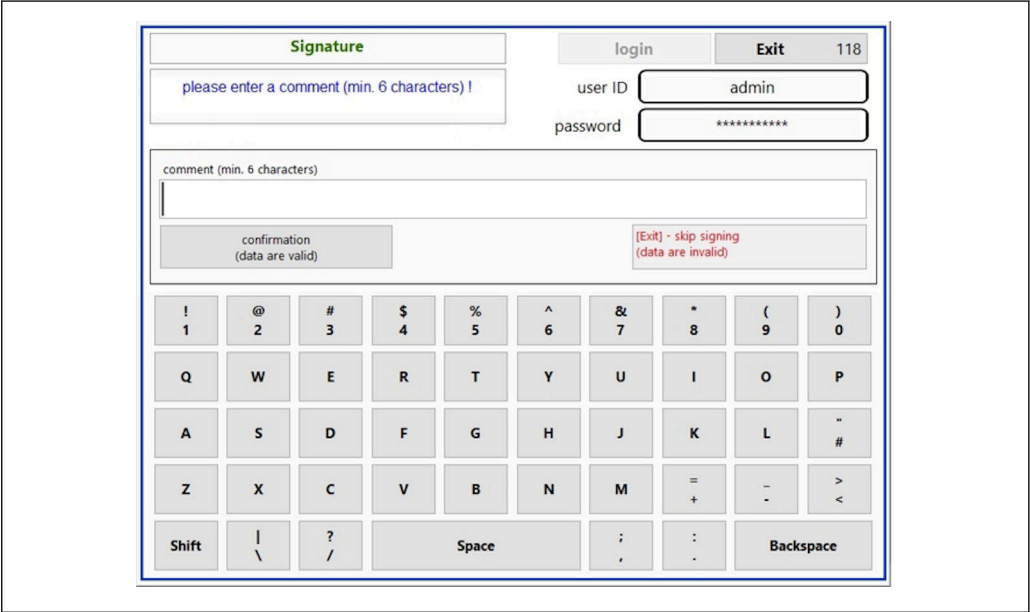 Signature
login
Exit 118
please enter a comment (min. 6 characters) !
user ID admin
password ***********
comment (min. 6 characters)
confirmation
(data are valid)
[Exit] - skip signing
(data are invalid)
! @ # $ % ^ & * ( )
1 2 3 4 5 6 7 8 9 0
Q W E R T Y U I O P
A S D F G H J K L "
#
Z X C V B N M = _ >
+ - <
Shift | ? Space ; : Backspace
\ / , .